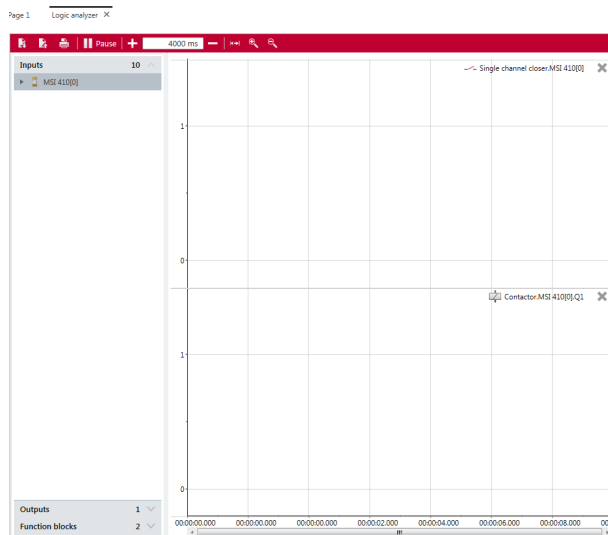 Page 1 Logic analyzer
Pause 4000 ms
Inputs 10
MSI 410[0]
Single channel closer.MSI 410[0]
1
0
Contactor.MSI 410[0].Q1
1
0
Outputs 1
Function blocks 2
00:00:00.000 00:00:00.000 00:00:00.000 00:00:02.000 00:00:04.000 00:00:06.000 00:00:08.000 00